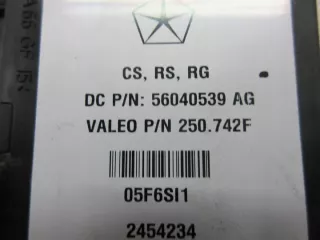 CS, RS, RG
DC P/N: 56040539 AG
VALEO P/N 250.742F
05F6SI1
2454234